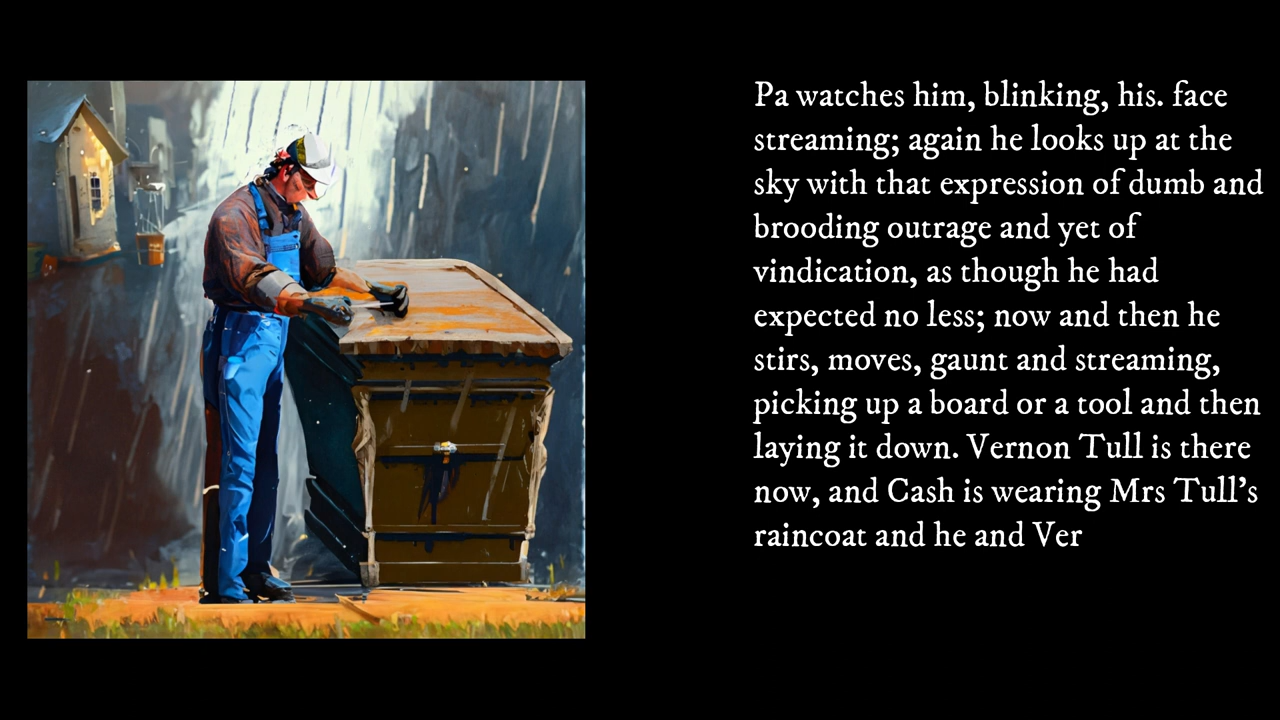 Pa watches him, blinking, his. face
streaming; again he looks up at the
sky with that expression of dumb and
brooding outrage and yet of
vindication, as though he had
expected no less; now and then he
stirs, moves, gaunt and streaming,
picking up a board or a tool and then
laying it down. Vernon Tull is there
now, and Cash is wearing Mrs Tull's
raincoat and he and Ver